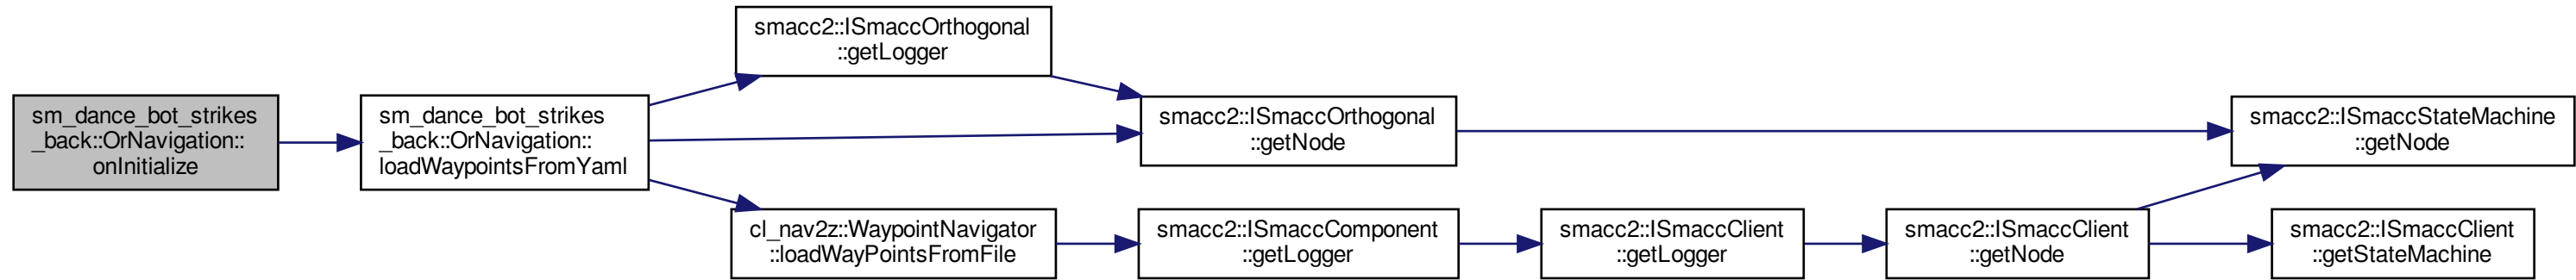 sm_dance_bot_strikes
_back::OrNavigation::
onInitialize
sm_dance_bot_strikes
_back::OrNavigation::
loadWaypointsFromYaml
smacc2::ISmaccOrthogonal
::getLogger
smacc2::ISmaccOrthogonal
::getNode
smacc2::ISmaccStateMachine
::getNode
cl_nav2z::WaypointNavigator
::loadWayPointsFromFile
smacc2::ISmaccComponent
::getLogger
smacc2::ISmaccClient
::getLogger
smacc2::ISmaccClient
::getNode
smacc2::ISmaccClient
::getStateMachine